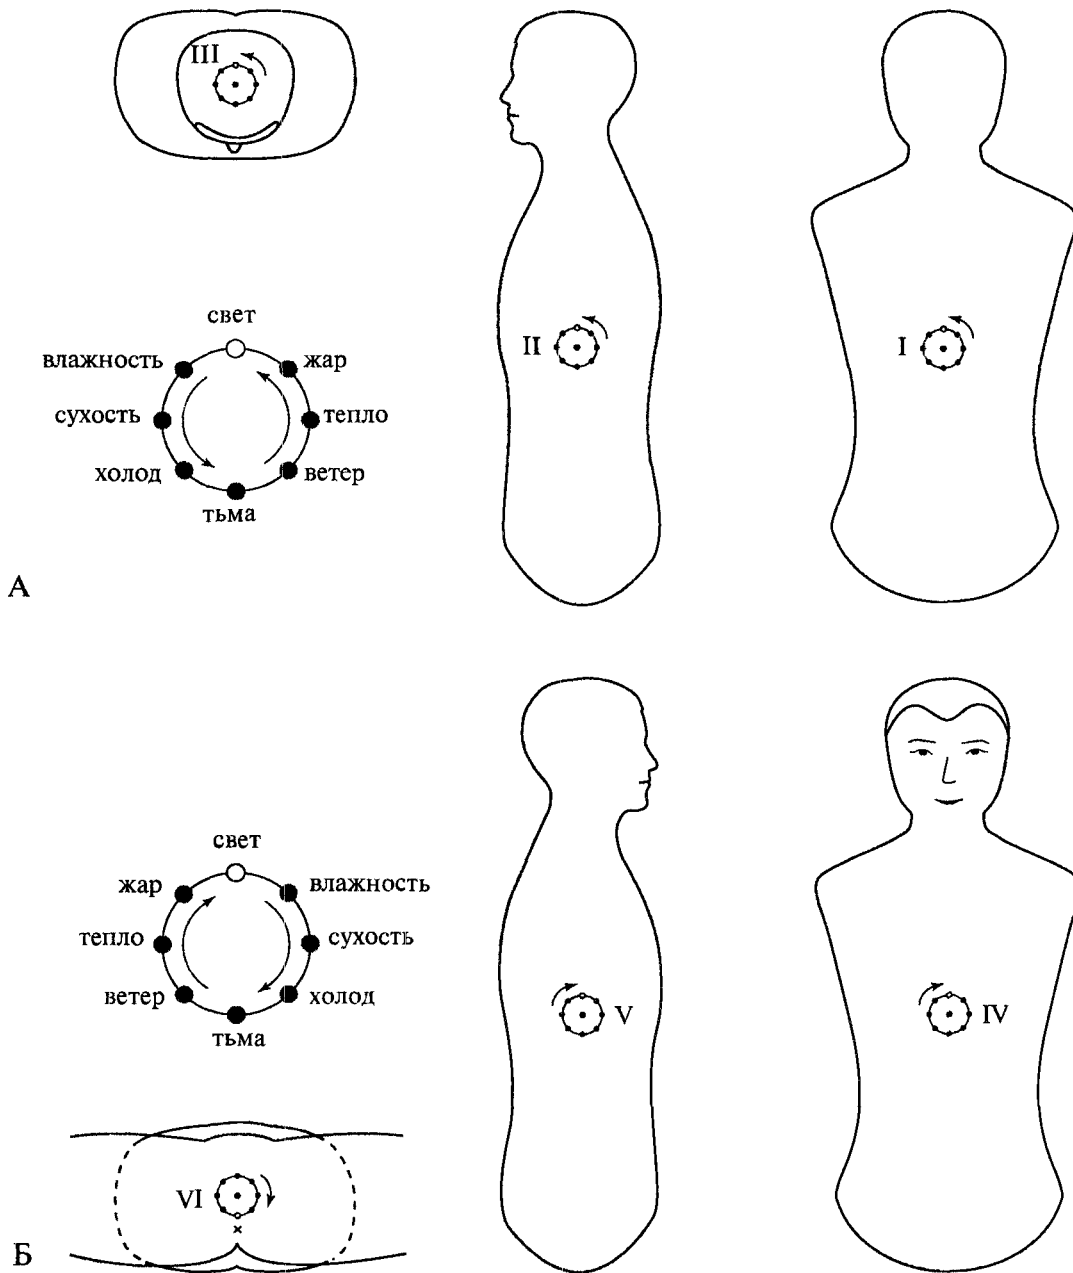 III
свет
влажность
жар
сухость
тепло
холод
ветер
тьма
II
I
А
свет
жар
влажность
тепло
сухость
ветер
холод
тьма
V
IV
VI
Б